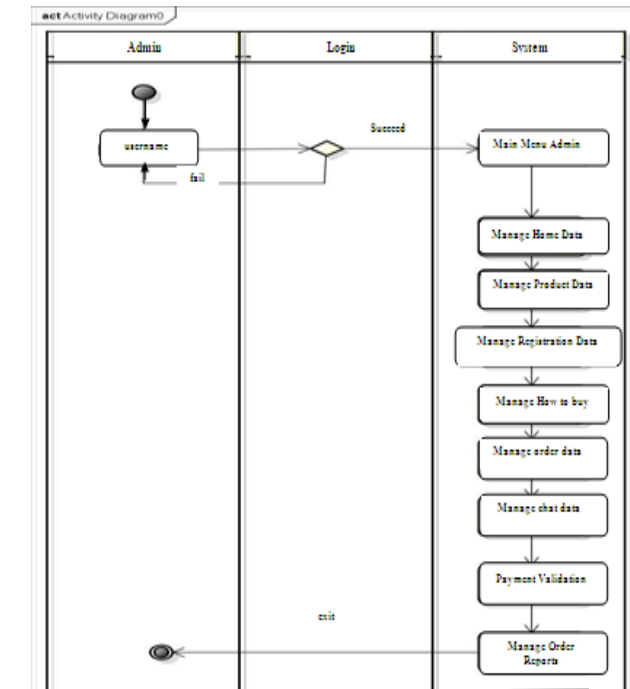 act Activity Diagram0
Admin
Login
System
username
Succeed
Main Menu Admin
fail
Manage Home Data
Manage Product Data
Manage Registration Data
Manage How to buy
Manage order data
Manage chat data
Payment Validation
exit
Manage Order
Reports